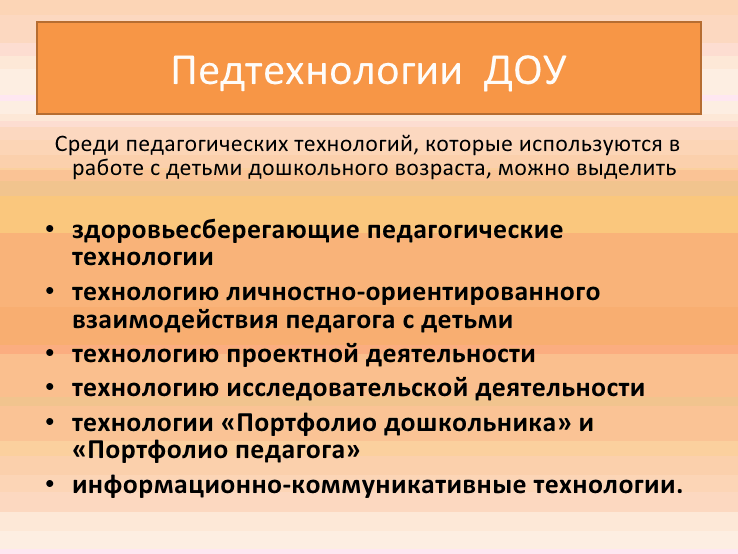 Педтехнологии ДОУ
Среди педагогических технологий, которые используются в
работе с детьми дошкольного возраста, можно выделить
• здоровьесберегающие педагогические
технологии
• технологию личностно-ориентированного
взаимодействия педагога с детьми
• технологию проектной деятельности
• технологию исследовательской деятельности
• технологии «Портфолио дошкольника» и
«Портфолио педагога»
• информационно-коммуникативные технологии.